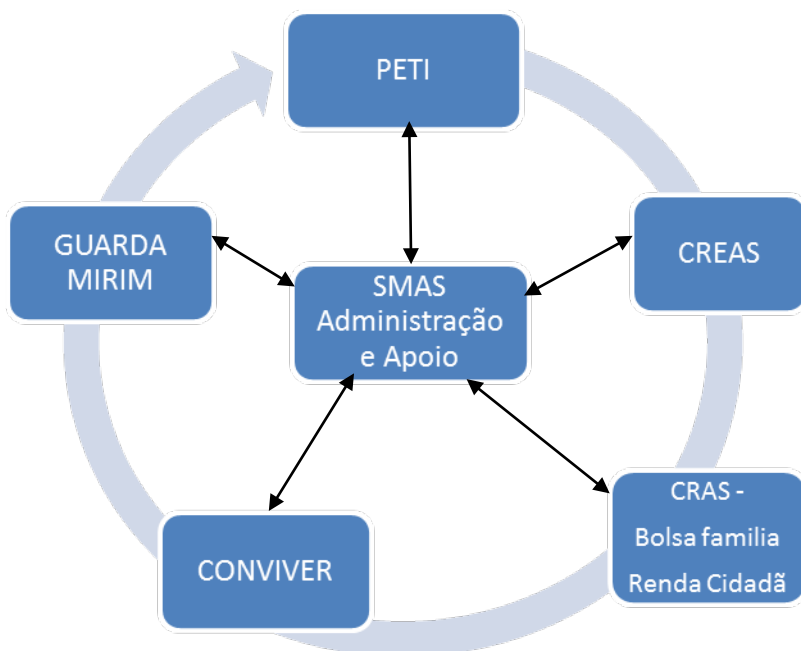 PETI
GUARDA
MIRIM
CREAS
SMAS
Administração
e Apoio
CONVIVER
CRAS -
Bolsa familia
Renda Cidadã